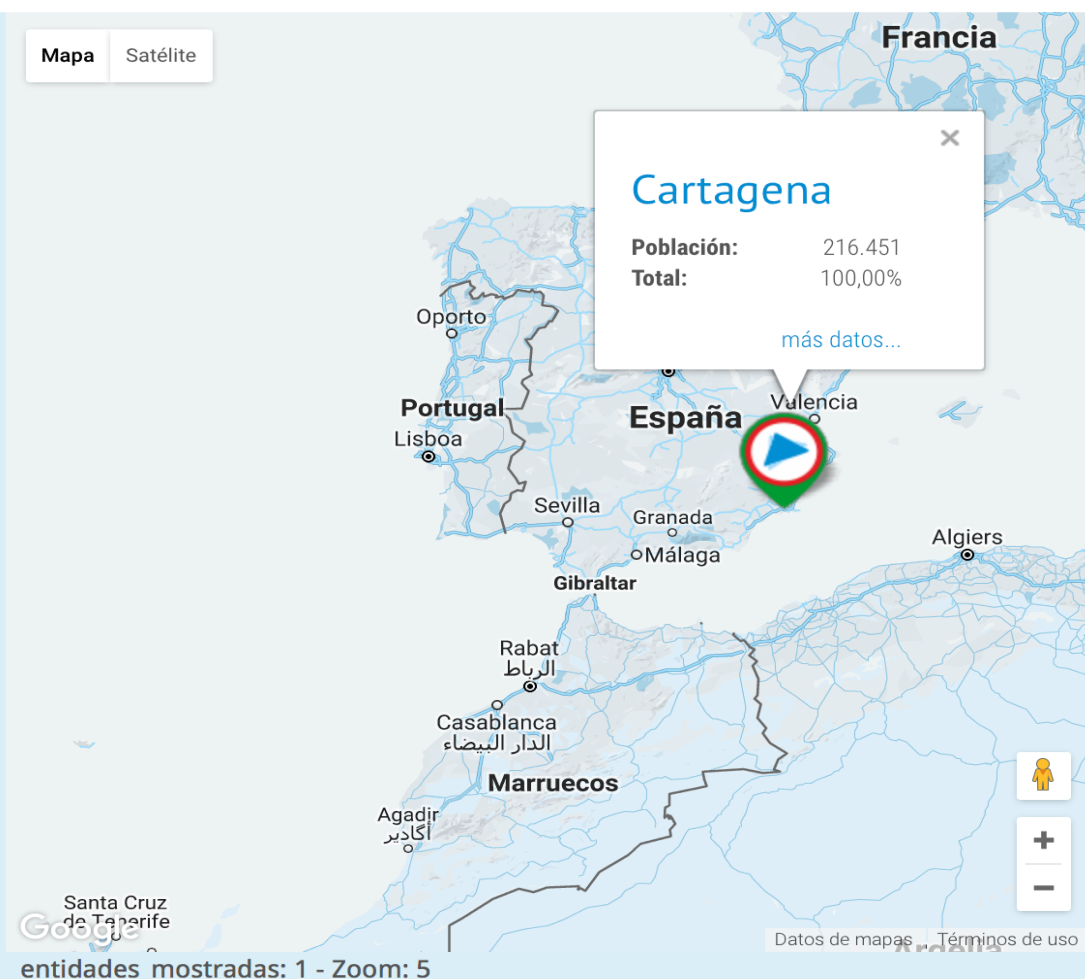 Mapa
Satélite
Francia
Cartagena
Población: 216.451
Total: 100,00%
más datos...
Oporto
Portugal
Lisboa
España
Valencia
Sevilla
Granada
Málaga
Gibraltar
Algiers
Rabat
الرباط
Casablanca
الدار البيضاء
Marruecos
Agadir
أكادير
Santa Cruz
de Tenerife
Google
Argelia
Datos de mapas
Términos de uso
entidades mostradas: 1 - Zoom: 5